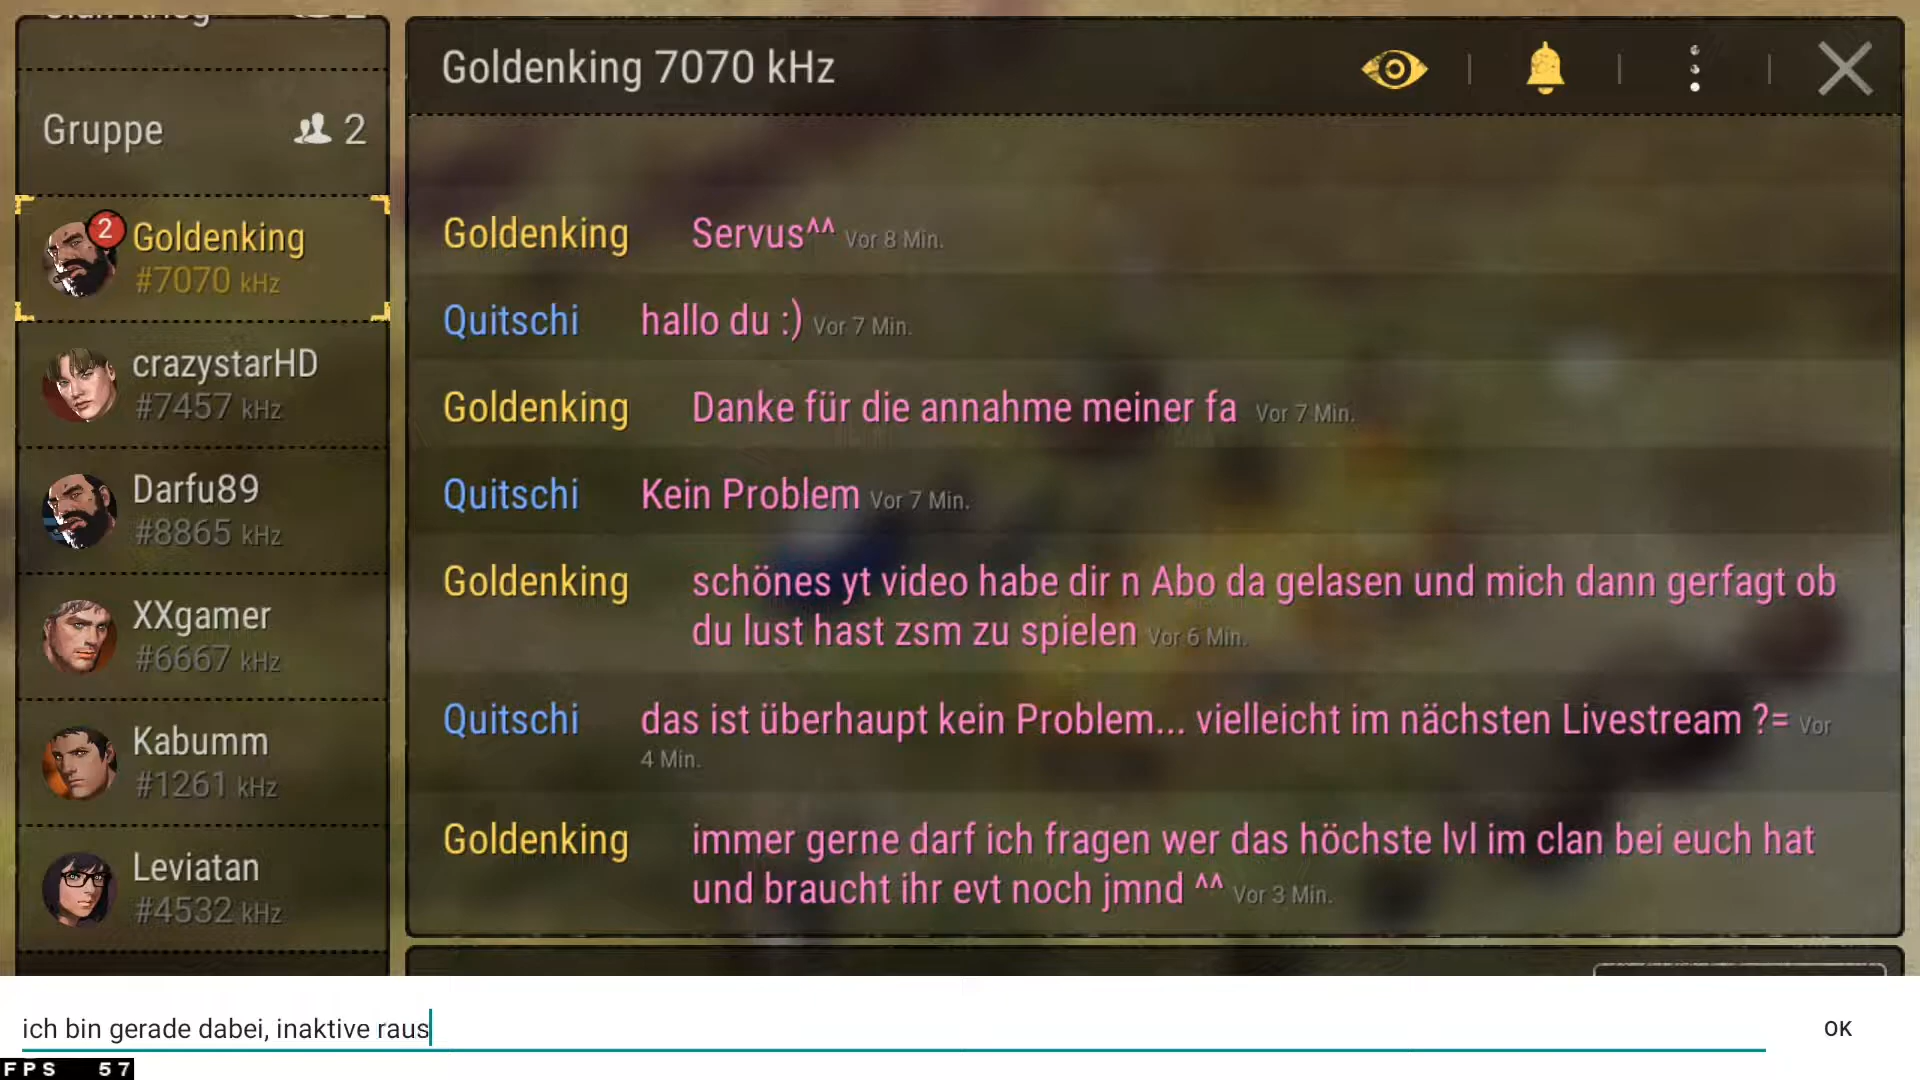 Clan-Krieg 2
Gruppe 2
Goldenking
#7070 kHz
2
crazystarHD
#7457 kHz
Darfu89
#8865 kHz
XXgamer
#6667 kHz
Kabumm
#1261 kHz
Leviatan
#4532 kHz
Goldenking 7070 kHz
Goldenking Servus^^ Vor 8 Min.
Quitschi hallo du :) Vor 7 Min.
Goldenking Danke für die annahme meiner fa Vor 7 Min.
Quitschi Kein Problem Vor 7 Min.
Goldenking schönes yt video habe dir n Abo da gelasen und mich dann gerfagt ob
du lust hast zsm zu spielen Vor 6 Min.
Quitschi das ist überhaupt kein Problem... vielleicht im nächsten Livestream ?= Vor
4 Min.
Goldenking immer gerne darf ich fragen wer das höchste lvl im clan bei euch hat
und braucht ihr evt noch jmnd ^^ Vor 3 Min.
ich bin gerade dabei, inaktive raus
OK
FPS 57